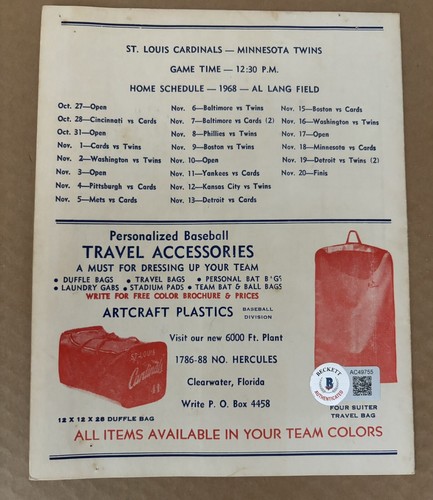 ST. LOUIS CARDINALS — MINNESOTA TWINS
GAME TIME — 12:30 P.M.
HOME SCHEDULE — 1968 — AL LANG FIELD
Oct. 27—Open
Oct. 28—Cincinnati vs Cards
Oct. 31—Open
Nov. 1—Cards vs Twins
Nov. 2—Washington vs Twins
Nov. 3—Open
Nov. 4—Pittsburgh vs Cards
Nov. 5—Mets vs Cards
Nov. 6—Baltimore vs Twins
Nov. 7—Baltimore vs Cards (2)
Nov. 8—Phillies vs Twins
Nov. 9—Boston vs Twins
Nov. 10—Open
Nov. 11—Yankees vs Cards
Nov. 12—Kansas City vs Twins
Nov. 13—Detroit vs Cards
Nov. 15—Boston vs Cards
Nov. 16—Washington vs Twins
Nov. 17—Open
Nov. 18—Minnesota vs Cards
Nov. 19—Detroit vs Twins (2)
Nov. 20—Finis
Personalized Baseball
TRAVEL ACCESSORIES
A MUST FOR DRESSING UP YOUR TEAM
• DUFFLE BAGS • TRAVEL BAGS • PERSONAL BAT B GS
• LAUNDRY GABS • STADIUM PADS • TEAM BAT & BALL BAGS
WRITE FOR FREE COLOR BROCHURE & PRICES
ARTCRAFT PLASTICS BASEBALL DIVISION
Visit our new 6000 Ft. Plant
1786-88 NO. HERCULES
Clearwater, Florida
Write P. O. Box 4458
Cardinals
12 X 12 X 28 DUFFLE BAG
BECKETT
B
AUTHENTICATED
AC49755
FOUR SUITER
TRAVEL BAG
ALL ITEMS AVAILABLE IN YOUR TEAM COLORS